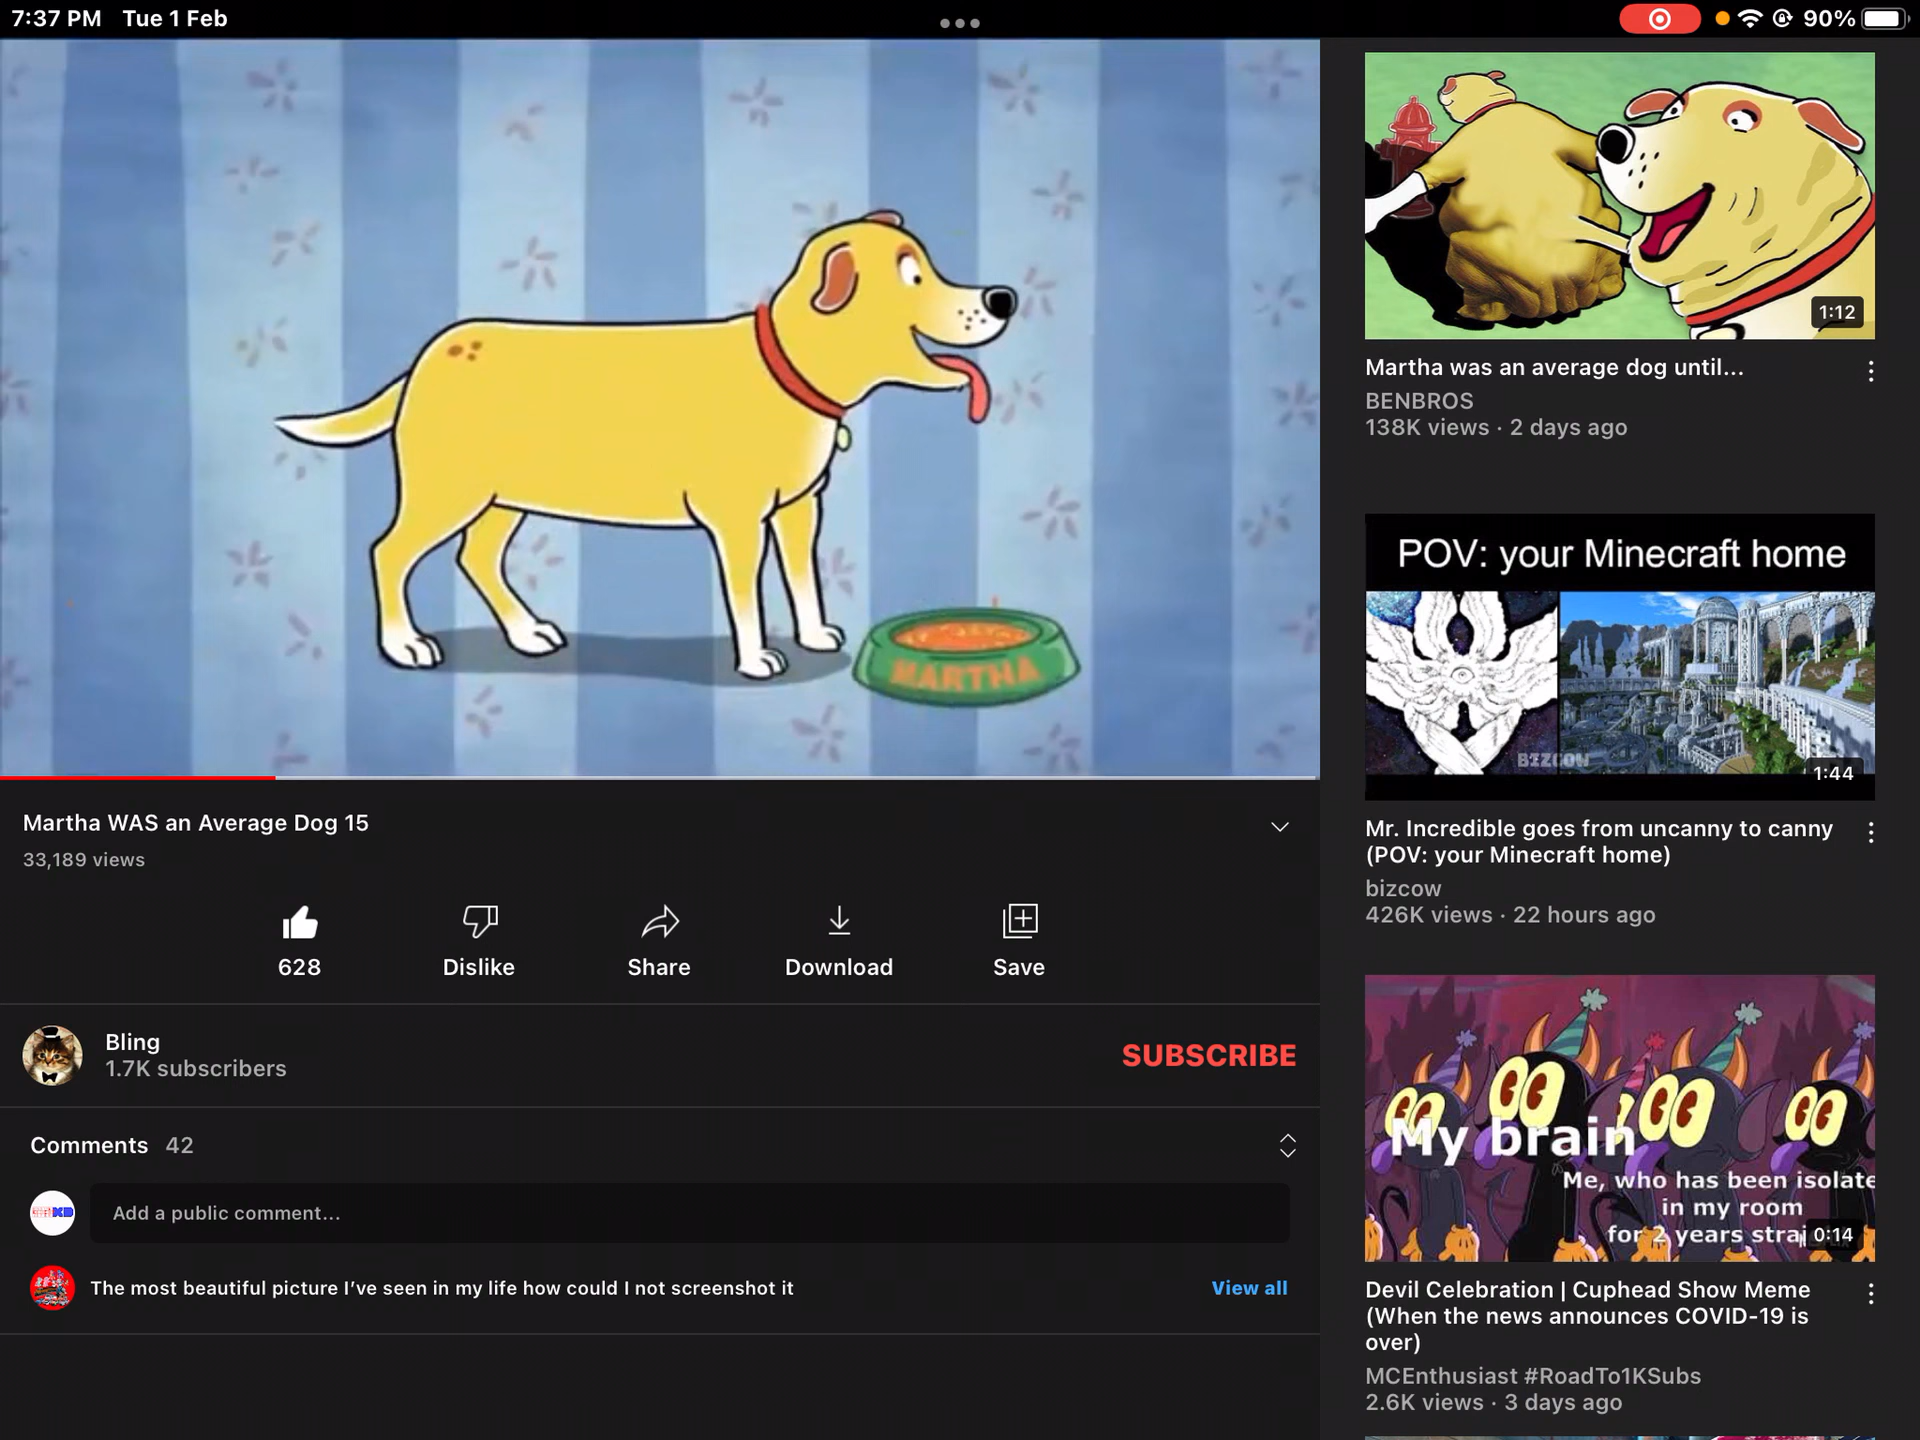 7:37 PM Tue 1 Feb
90%
MARTHA
Martha WAS an Average Dog 15
33,189 views
628
Dislike
Share
Download
Save
Bling
1.7K subscribers
SUBSCRIBE
Comments 42
Add a public comment...
The most beautiful picture I've seen in my life how could I not screenshot it
View all
1:12
Martha was an average dog until...
BENBROS
138K views · 2 days ago
POV: your Minecraft home
BIZCOW
1:44
Mr. Incredible goes from uncanny to canny
(POV: your Minecraft home)
bizcow
426K views · 22 hours ago
My brain
Me, who has been isolate
in my room
for 2 years strai
0:14
Devil Celebration | Cuphead Show Meme
(When the news announces COVID-19 is
over)
MCEnthusiast #RoadTo1KSubs
2.6K views · 3 days ago